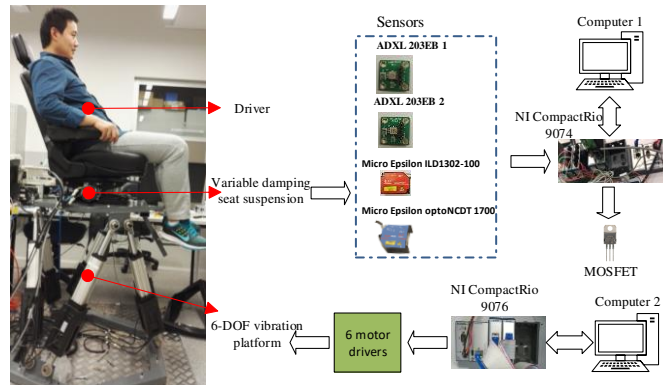 Sensors
ADXL 203EB 1
ADXL 203EB 2
Micro Epsilon ILD1302-100
Micro Epsilon optoNCDT 1700
Computer 1
NI CompactRio
9074
MOSFET
Driver
Variable damping
seat suspension
6-DOF vibration
platform
6 motor
drivers
NI CompactRio
9076
Computer 2